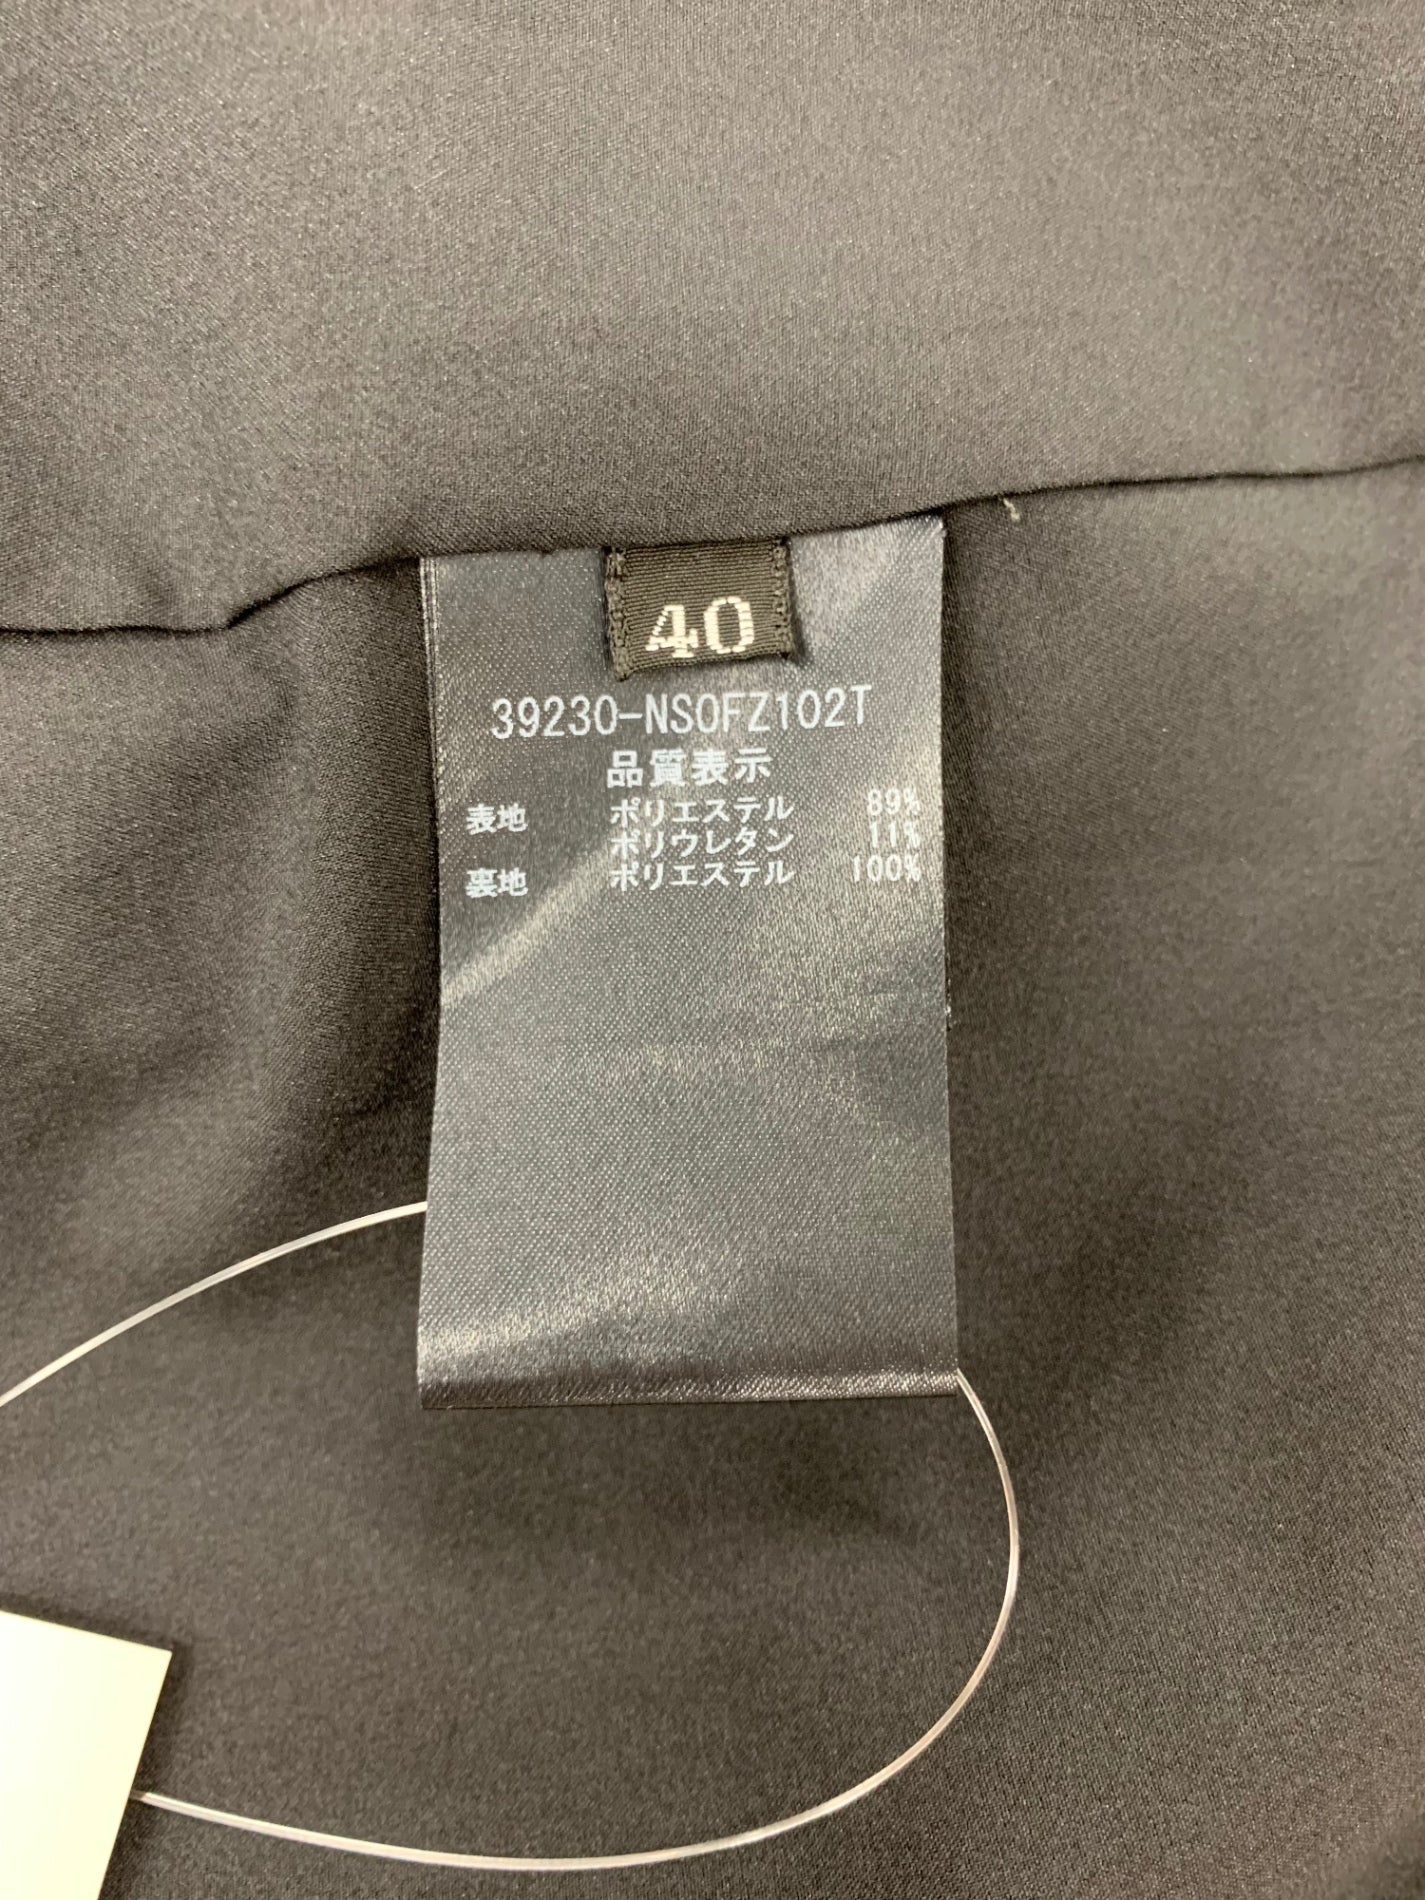 40
39230-NSOFZ102T
品質表示
表地 ポリエステル 89%
ポリウレタン 11%
裏地 ポリエステル 100%